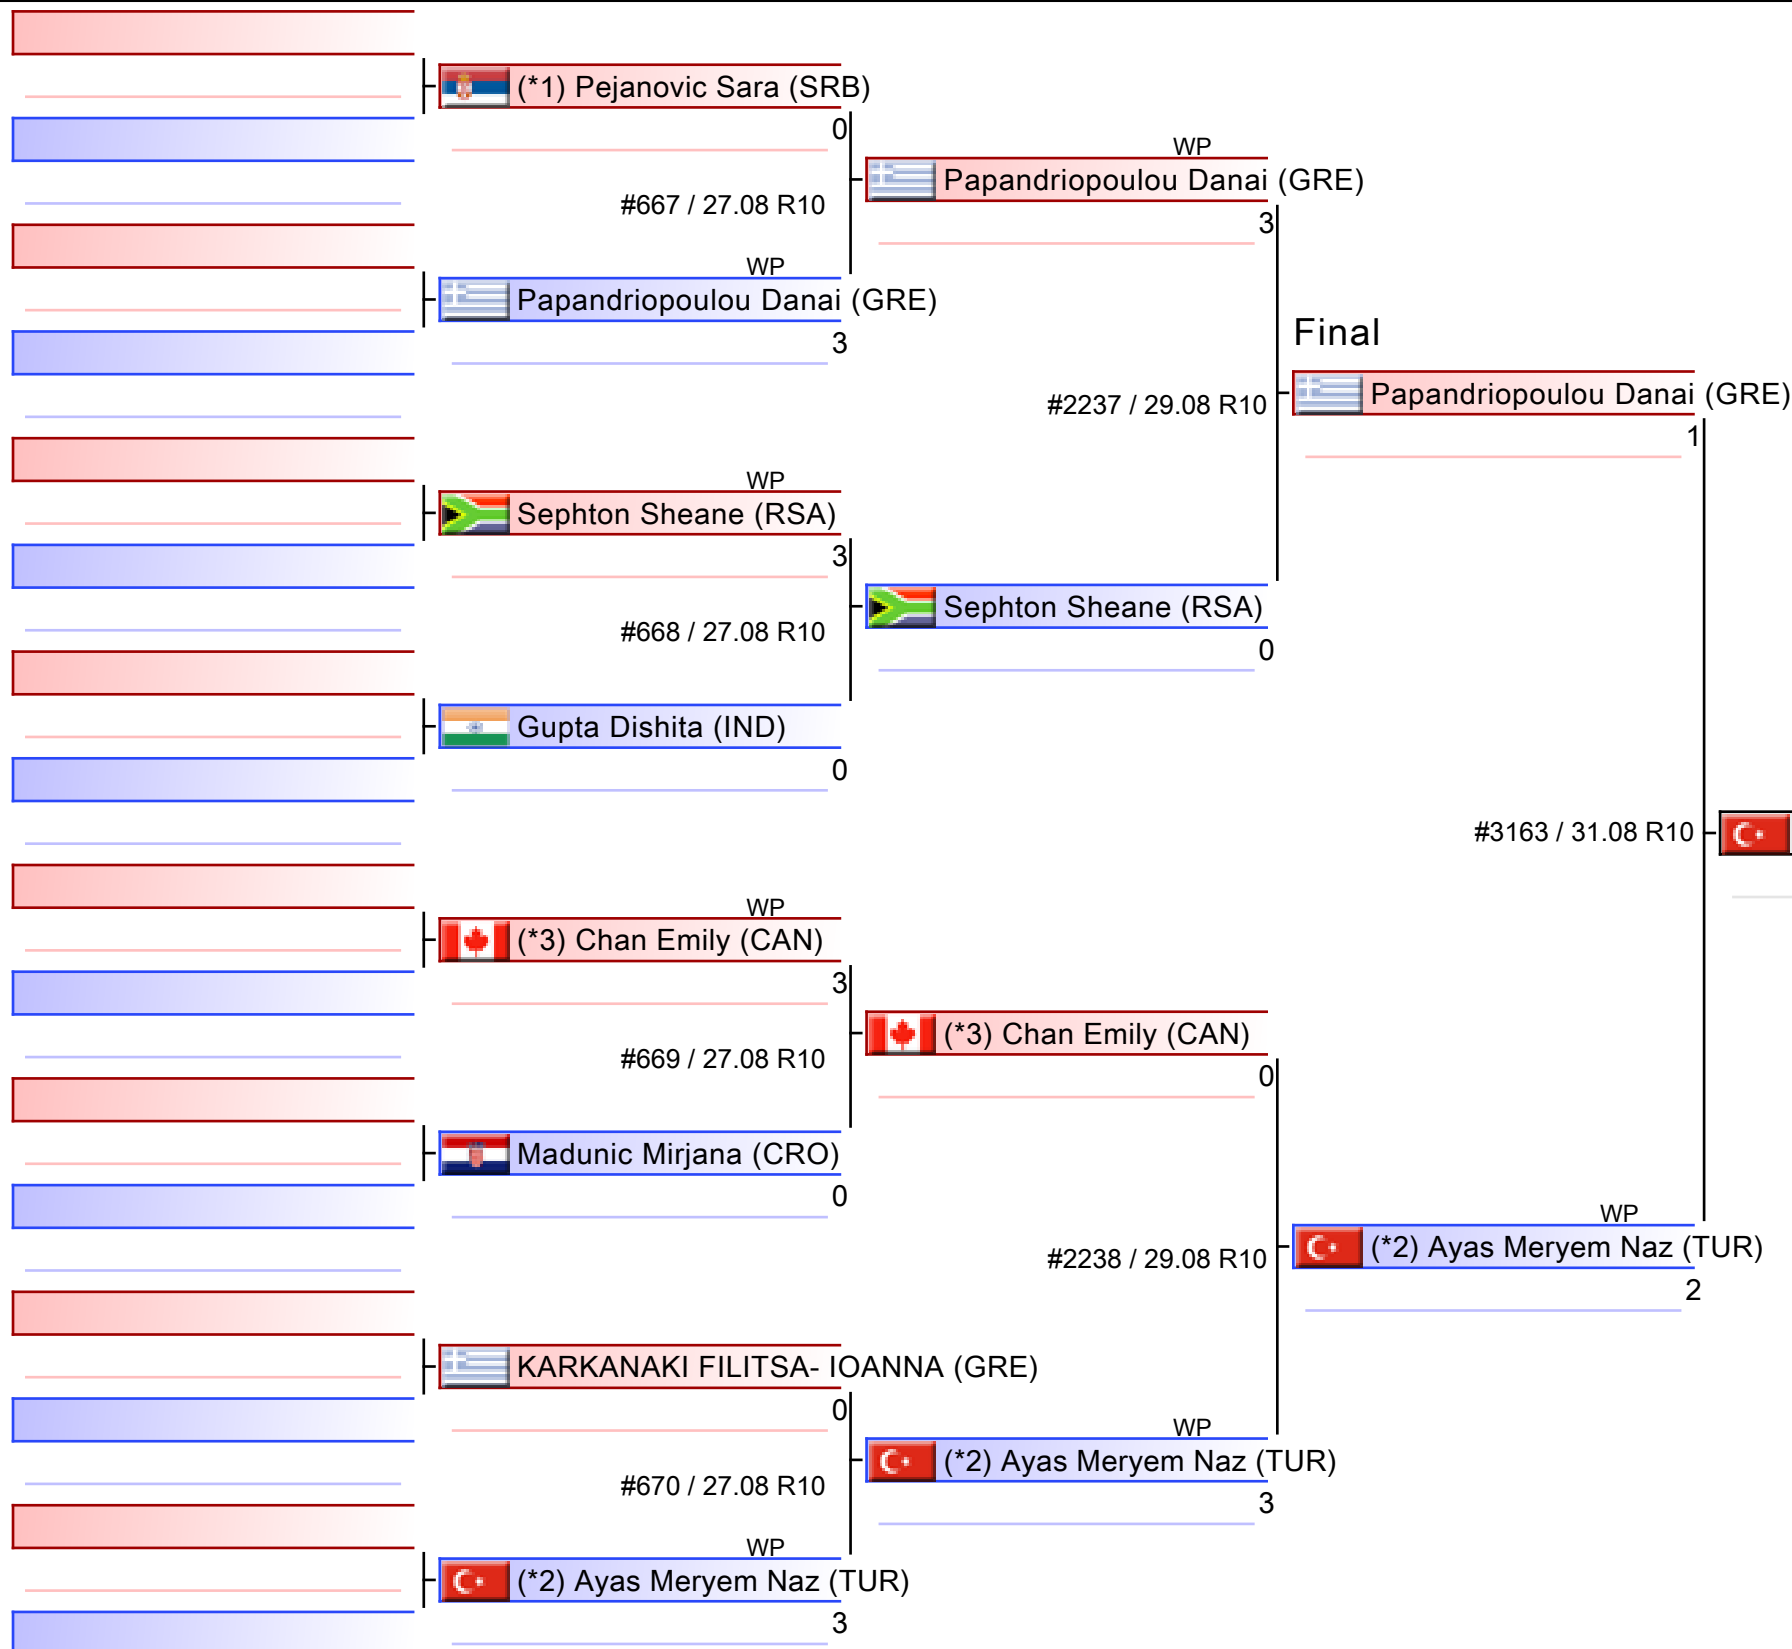 (*1) Pejanovic Sara (SRB)
0
#667 / 27.08 R10
WP
Papandriopoulou Danai (GRE)
3
WP
Papandriopoulou Danai (GRE)
3
WP
Sephton Sheane (RSA)
3
#668 / 27.08 R10
Gupta Dishita (IND)
0
Sephton Sheane (RSA)
0
#2237 / 29.08 R10
Final
Papandriopoulou Danai (GRE)
1
#3163 / 31.08 R10
WP
(*3) Chan Emily (CAN)
3
#669 / 27.08 R10
Madunic Mirjana (CRO)
0
(*3) Chan Emily (CAN)
0
#2238 / 29.08 R10
WP
(*2) Ayas Meryem Naz (TUR)
2
KARKANAKI FILITSA- IOANNA (GRE)
0
#670 / 27.08 R10
WP
(*2) Ayas Meryem Naz (TUR)
3
WP
(*2) Ayas Meryem Naz (TUR)
3